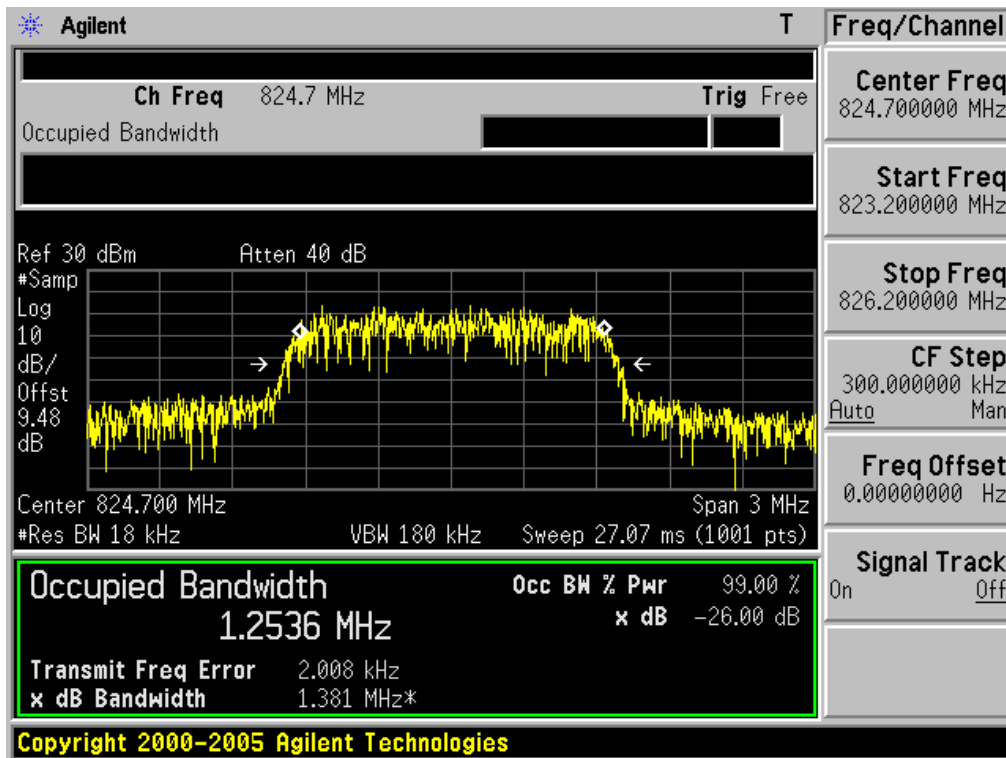 Agilent T Freq/Channel
Ch Freq 824.7 MHz Trig Free
Occupied Bandwidth
Center Freq
824.700000 MHz
Start Freq
823.200000 MHz
Stop Freq
826.200000 MHz
CF Step
300.000000 kHz
Auto Man
Freq Offset
0.00000000 Hz
Signal Track
On Off
Ref 30 dBm Atten 40 dB
#Samp
Log
10
dB/
Offst
9.48
dB
Center 824.700 MHz Span 3 MHz
#Res BW 18 kHz VBW 180 kHz Sweep 27.07 ms (1001 pts)
Occupied Bandwidth Occ BW % Pwr 99.00 %
1.2536 MHz x dB -26.00 dB
Transmit Freq Error 2.008 kHz
x dB Bandwidth 1.381 MHz*
Copyright 2000-2005 Agilent Technologies